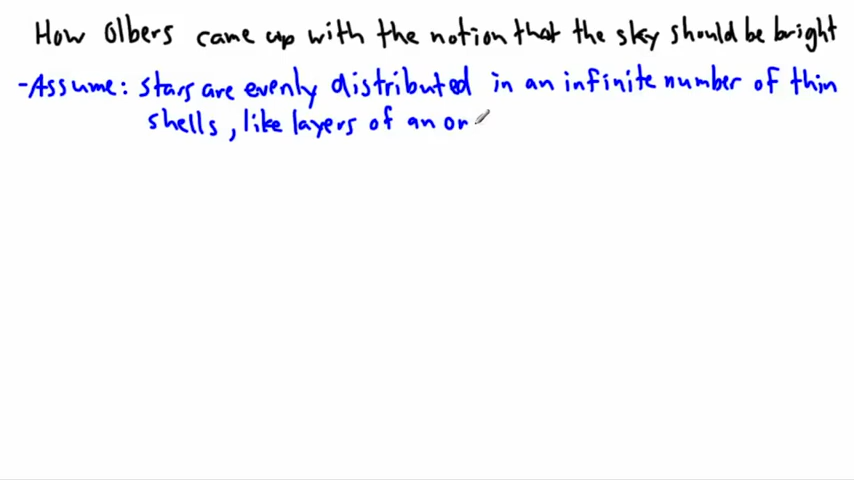 How Olbers came up with the notion that the sky should be bright
-Assume: stars are evenly distributed in an infinite number of thin
shells, like layers of an or